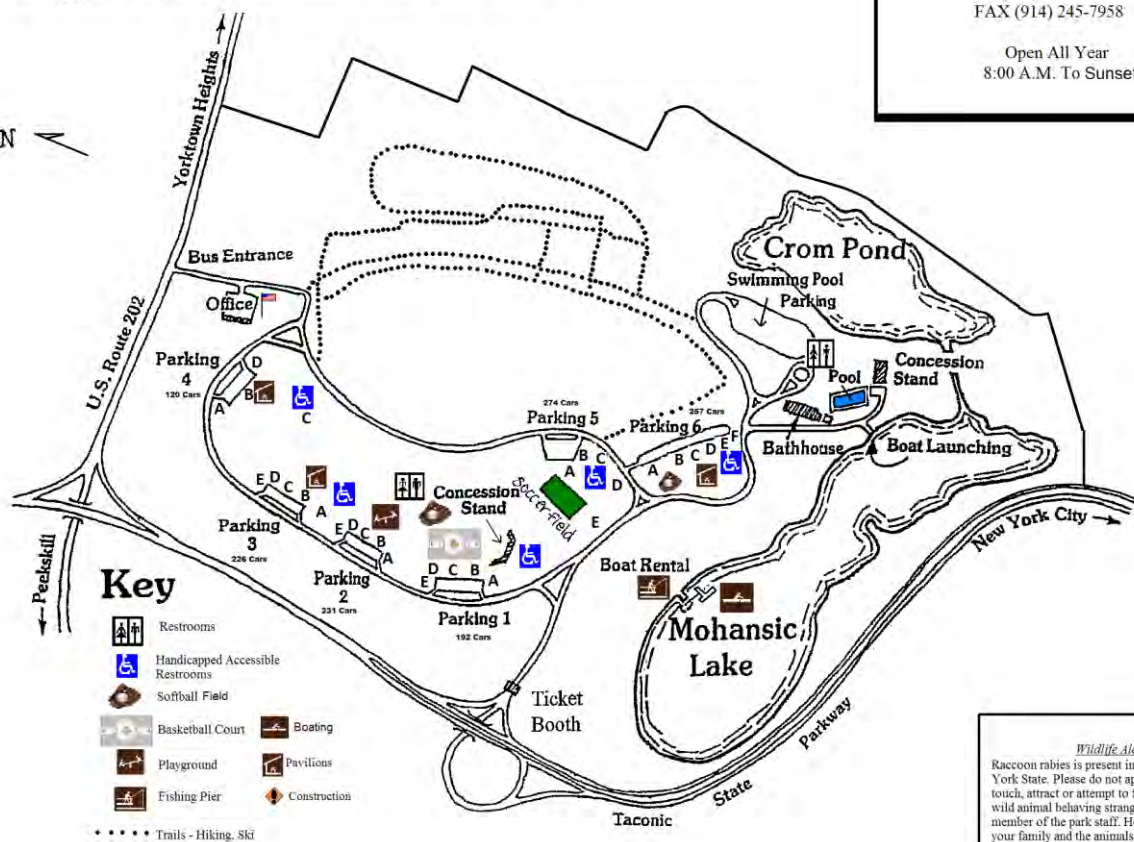 FAX (914) 245-7958
Open All Year
8:00 A.M. To Sunset
N
Yorktown Heights
U.S. Route 202
Bus Entrance
Office
Crom Pond
Swimming Pool
Parking
Concession
Stand
Pool
Bathhouse
Boat Launching
Parking
4
120 Cars
D
B
A
C
274 Cars
Parking 5
B
C
A
D
E
257 Cars
Parking 6
A
B
C
D
E
F
Soccer field
Concession
Stand
E
D
C
B
A
Parking
3
226 Cars
E
D
C
B
A
Parking
2
231 Cars
E
D
C
B
A
Parking 1
192 Cars
Peekskill
Boat Rental
Mohansic
Lake
New York City
Ticket
Booth
Taconic
State
Parkway
Key
Restrooms
Handicapped Accessible
Restrooms
Softball Field
Basketball Court
Boating
Playground
Pavilions
Fishing Pier
Construction
Trails - Hiking, Ski
Wildlife
Raccoon rabies is present in
York State. Please do not
touch, attract or attempt to
wild animal behaving
member of the park staff.
your family and the animals